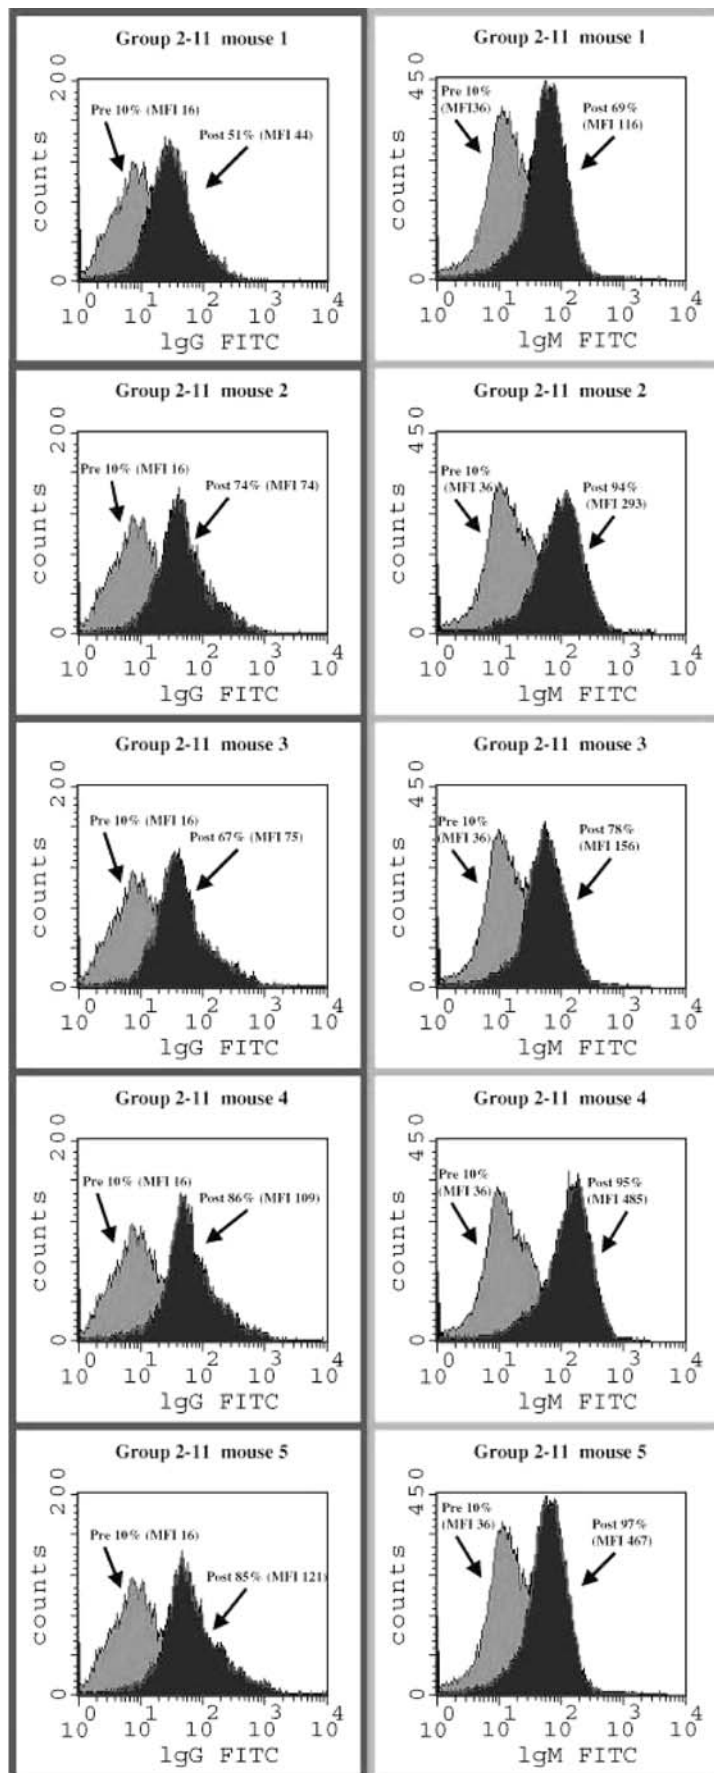 Group 2-11 mouse 1
200
Pre 10% (MFI 16)
Post 51% (MFI 44)
counts
0
10^0 10^1 10^2 10^3 10^4
lgG FITC
Group 2-11 mouse 1
450
Pre 10%
(MFI36)
Post 69%
(MFI 116)
counts
0
10^0 10^1 10^2 10^3 10^4
lgM FITC
Group 2-11 mouse 2
200
Pre 10% (MFI 16)
Post 74% (MFI 74)
counts
0
10^0 10^1 10^2 10^3 10^4
lgG FITC
Group 2-11 mouse 2
450
Pre 10%
(MFI 36)
Post 94%
(MFI 293)
counts
0
10^0 10^1 10^2 10^3 10^4
lgM FITC
Group 2-11 mouse 3
200
Pre 10% (MFI 16)
Post 67% (MFI 75)
counts
0
10^0 10^1 10^2 10^3 10^4
lgG FITC
Group 2-11 mouse 3
450
Pre 10%
(MFI 36)
Post 78%
(MFI 156)
counts
0
10^0 10^1 10^2 10^3 10^4
lgM FITC
Group 2-11 mouse 4
200
Pre 10% (MFI 16)
Post 86% (MFI 109)
counts
0
10^0 10^1 10^2 10^3 10^4
lgG FITC
Group 2-11 mouse 4
450
Pre 10%
(MFI 36)
Post 95%
(MFI 485)
counts
0
10^0 10^1 10^2 10^3 10^4
lgM FITC
Group 2-11 mouse 5
200
Pre 10% (MFI 16)
Post 85% (MFI 121)
counts
0
10^0 10^1 10^2 10^3 10^4
lgG FITC
Group 2-11 mouse 5
450
Pre 10%
(MFI 36)
Post 97%
(MFI 467)
counts
0
10^0 10^1 10^2 10^3 10^4
lgM FITC